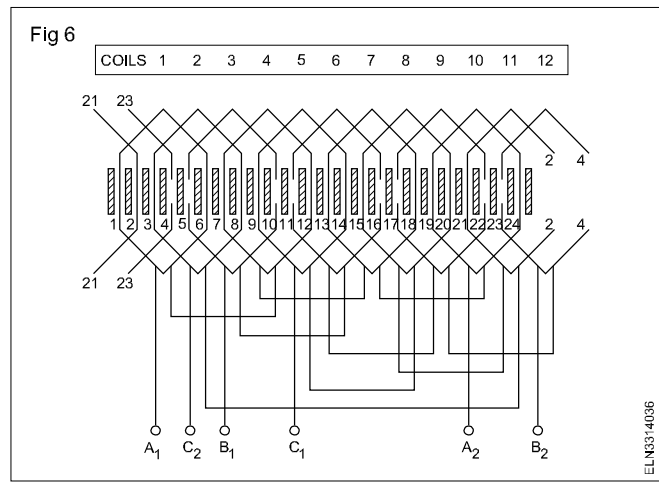 Fig 6
COILS 1 2 3 4 5 6 7 8 9 10 11 12
21 23
2 4
1 2 3 4 5 6 7 8 9 10 11 12 13 14 15 16 17 18 19 20 21 22 23 24
2 4
21 23
A1 C2 B1 C1 A2 B2
ELN3314036